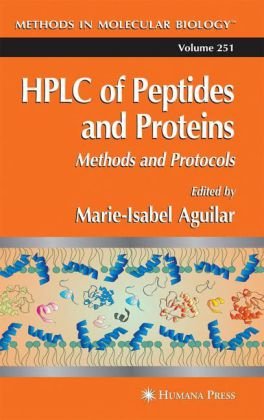 METHODS IN MOLECULAR BIOLOGY™
Volume 251
HPLC of Peptides
and Proteins
Methods and Protocols
Edited by
Marie-Isabel Aguilar
HUMANA PRESS